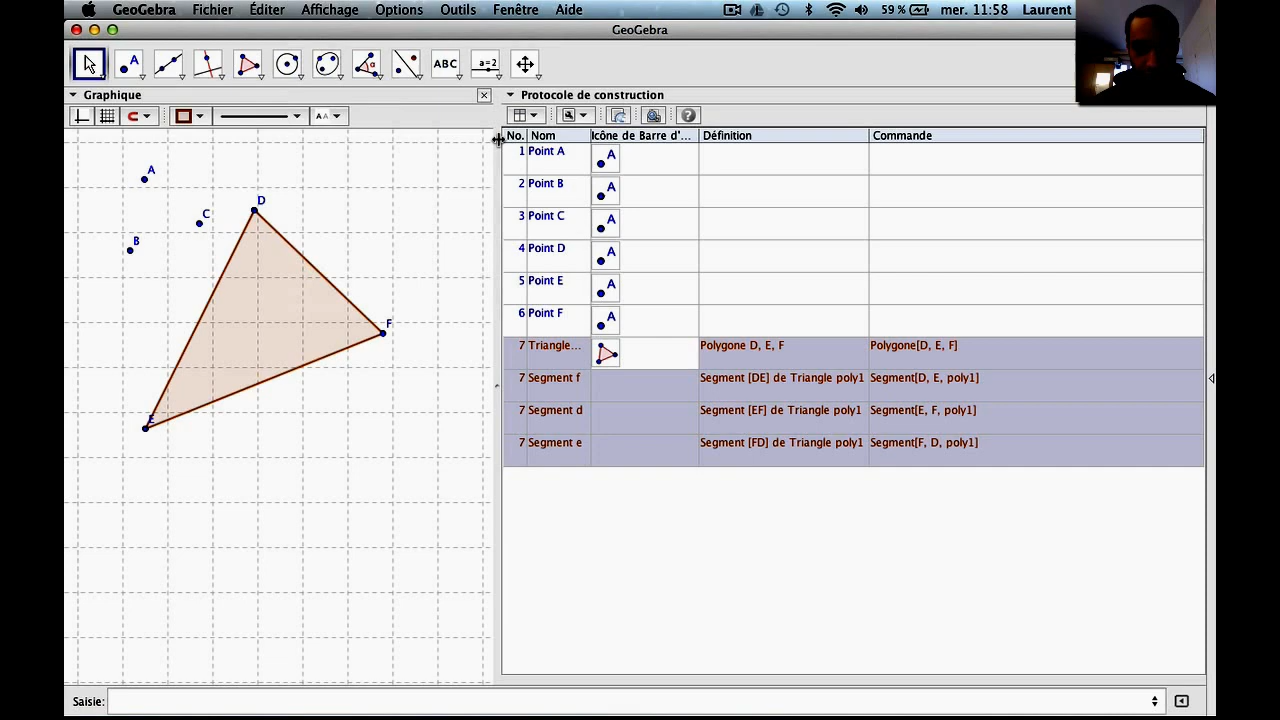 GeoGebra Fichier Éditer Affichage Options Outils Fenêtre Aide 59 % mer. 11:58 Laurent
GeoGebra
A ABC a=2
Graphique Protocole de construction
A A
No. Nom Icône de Barre d'... Définition Commande
1 Point A A
2 Point B A
3 Point C A
4 Point D A
5 Point E A
6 Point F A
7 Triangle... Polygone D, E, F Polygone[D, E, F]
7 Segment f Segment [DE] de Triangle poly1 Segment[D, E, poly1]
7 Segment d Segment [EF] de Triangle poly1 Segment[E, F, poly1]
7 Segment e Segment [FD] de Triangle poly1 Segment[F, D, poly1]
A
D
C
B
F
E
Saisie: